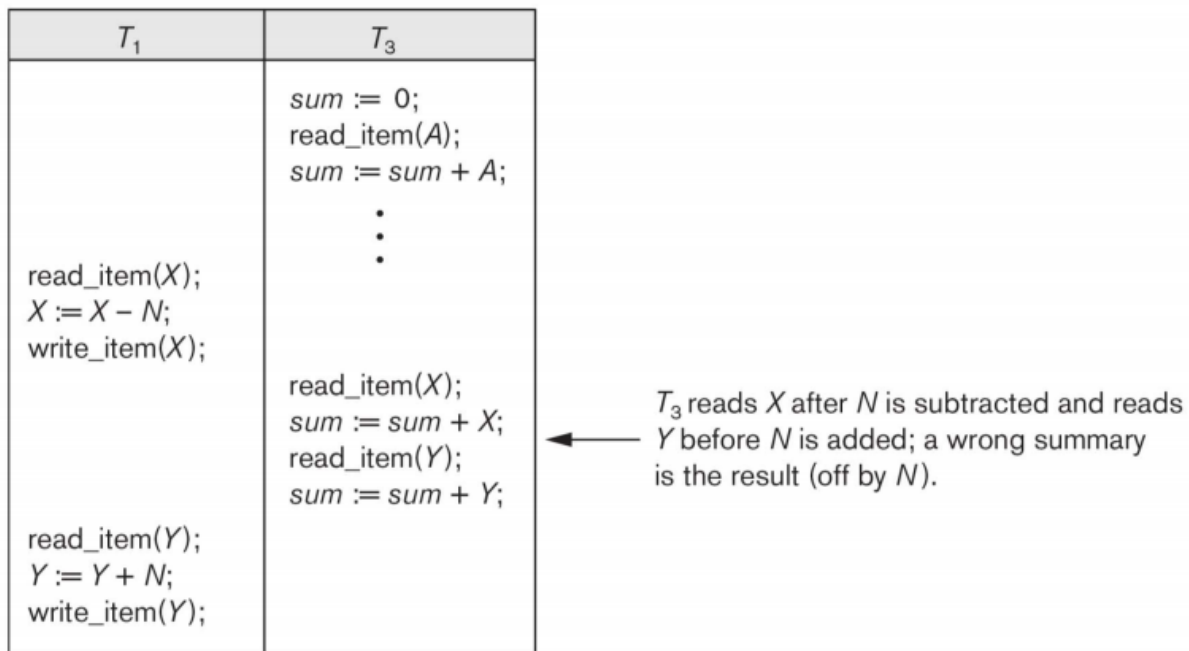 T1 T3
sum := 0;
read_item(A);
sum := sum + A;
read_item(X);
X := X – N;
write_item(X);
read_item(X);
sum := sum + X;
read_item(Y);
sum := sum + Y;
T3 reads X after N is subtracted and reads
Y before N is added; a wrong summary
is the result (off by N).
read_item(Y);
Y := Y + N;
write_item(Y);